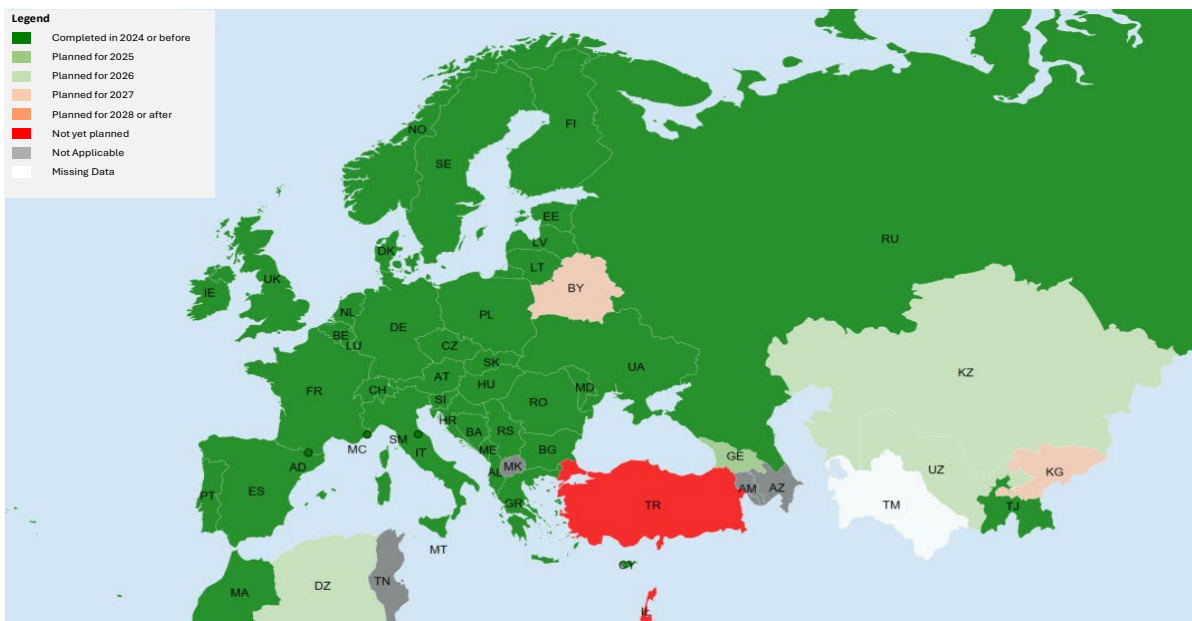 Legend
Completed in 2024 or before
Planned for 2025
Planned for 2026
Planned for 2027
Planned for 2028 or after
Not yet planned
Not Applicable
Missing Data
NO
FI
SE
EE
RU
LV
DK
LT
UK
BY
IE
NL
PL
DE
BE
LU
CZ
SK
UA
KZ
AT
HU
FR
CH
MD
SI
RO
HR
BA
RS
SM
MC
IT
ME
BG
GE
AD
AL
MK
UZ
KG
AM
AZ
PT
ES
GR
TR
TM
TJ
MT
CY
TN
DZ
MA
IL